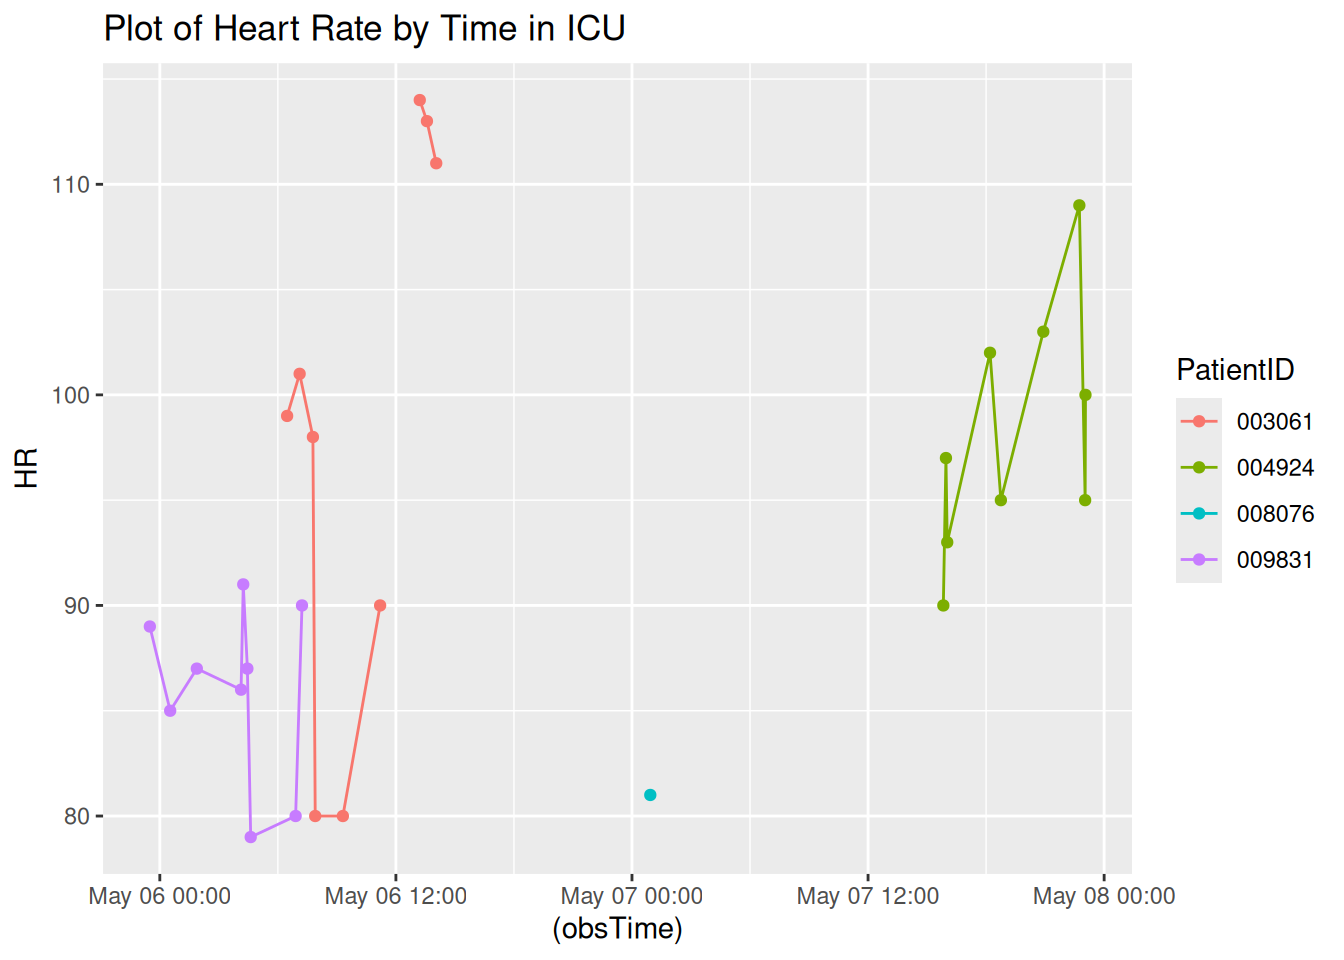 Plot of Heart Rate by Time in ICU
110
100
90
80
HR
May 06 00:00
May 06 12:00
May 07 00:00
May 07 12:00
May 08 00:00
(obsTime)
PatientID
003061
004924
008076
009831